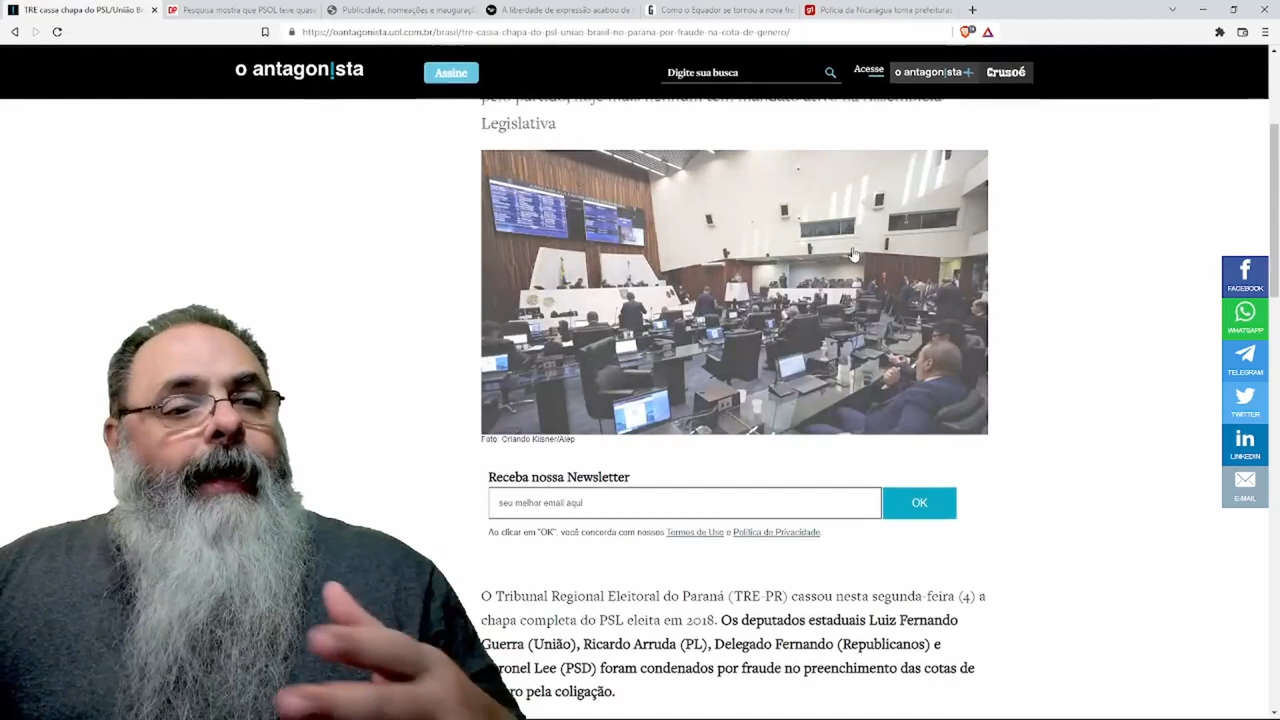 TRE cassa chapa do PSL/União Br
Pesquisa mostra que PSOL teve quase
Publicidade, nomeações e inauguraçõ
A liberdade de expressão acabou de
Como o Equador se tornou a nova fr
Polícia da Nicarágua toma prefeituras
https://oantagonista.uol.com.br/brasil/tre-cassa-chapa-do-psl-uniao-brasil-no-parana-por-fraude-na-cota-de-genero/
o antagon!sta
Assine
Digite sua busca
Acesse
o antagon!sta+
Crusoé
Legislativa
Foto: Orlando Kissner/Alep
Receba nossa Newsletter
seu melhor email aqui
OK
Ao clicar em "OK", você concorda com nossos Termos de Uso e Política de Privacidade.
O Tribunal Regional Eleitoral do Paraná (TRE-PR) cassou nesta segunda-feira (4) a
chapa completa do PSL eleita em 2018. Os deputados estaduais Luiz Fernando
Guerra (União), Ricardo Arruda (PL), Delegado Fernando (Republicanos) e
ronel Lee (PSD) foram condenados por fraude no preenchimento das cotas de
ro pela coligação.
FACEBOOK
WHATSAPP
TELEGRAM
TWITTER
LINKEDIN
E-MAIL